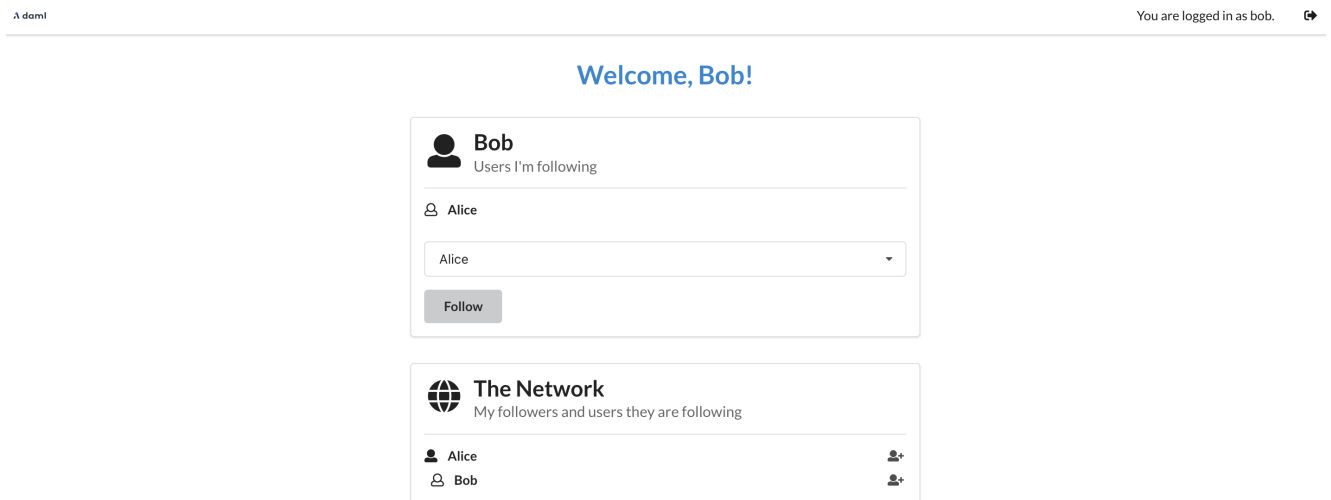 daml
You are logged in as bob.
Welcome, Bob!
Bob
Users I'm following
Alice
Alice
Follow
The Network
My followers and users they are following
Alice
Bob